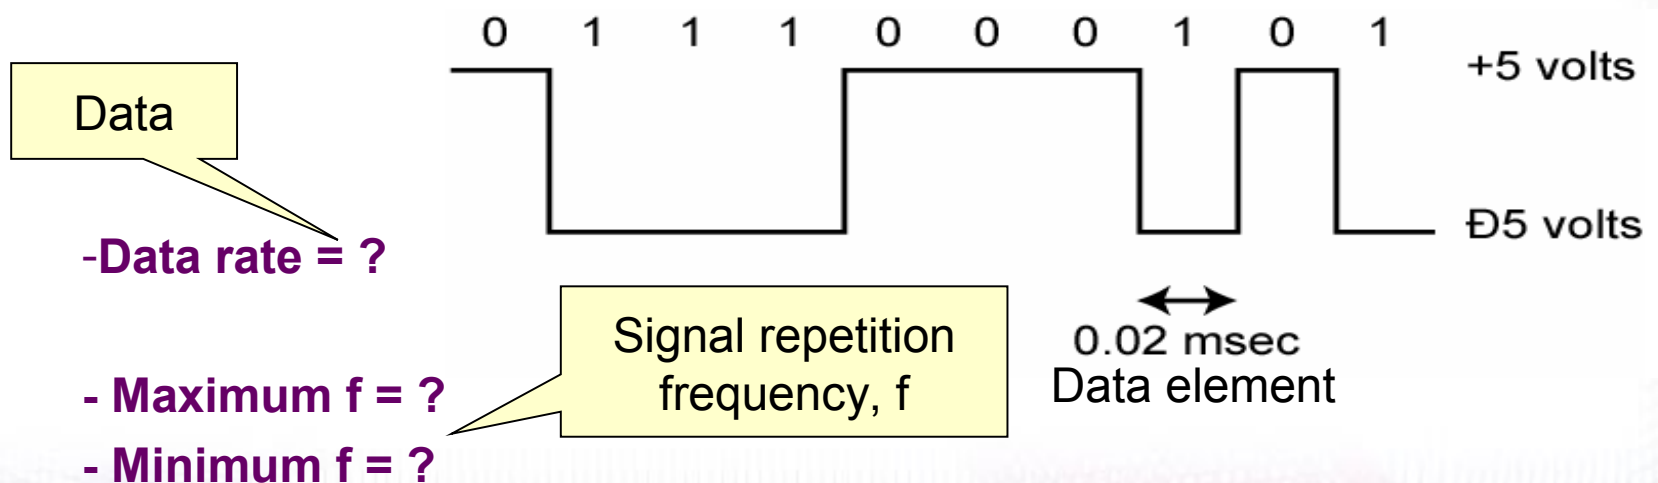 0 1 1 1 0 0 0 1 0 1
+5 volts
Data
Ð5 volts
-Data rate = ?
0.02 msec
Data element
Signal repetition
frequency, f
- Maximum f = ?
- Minimum f = ?